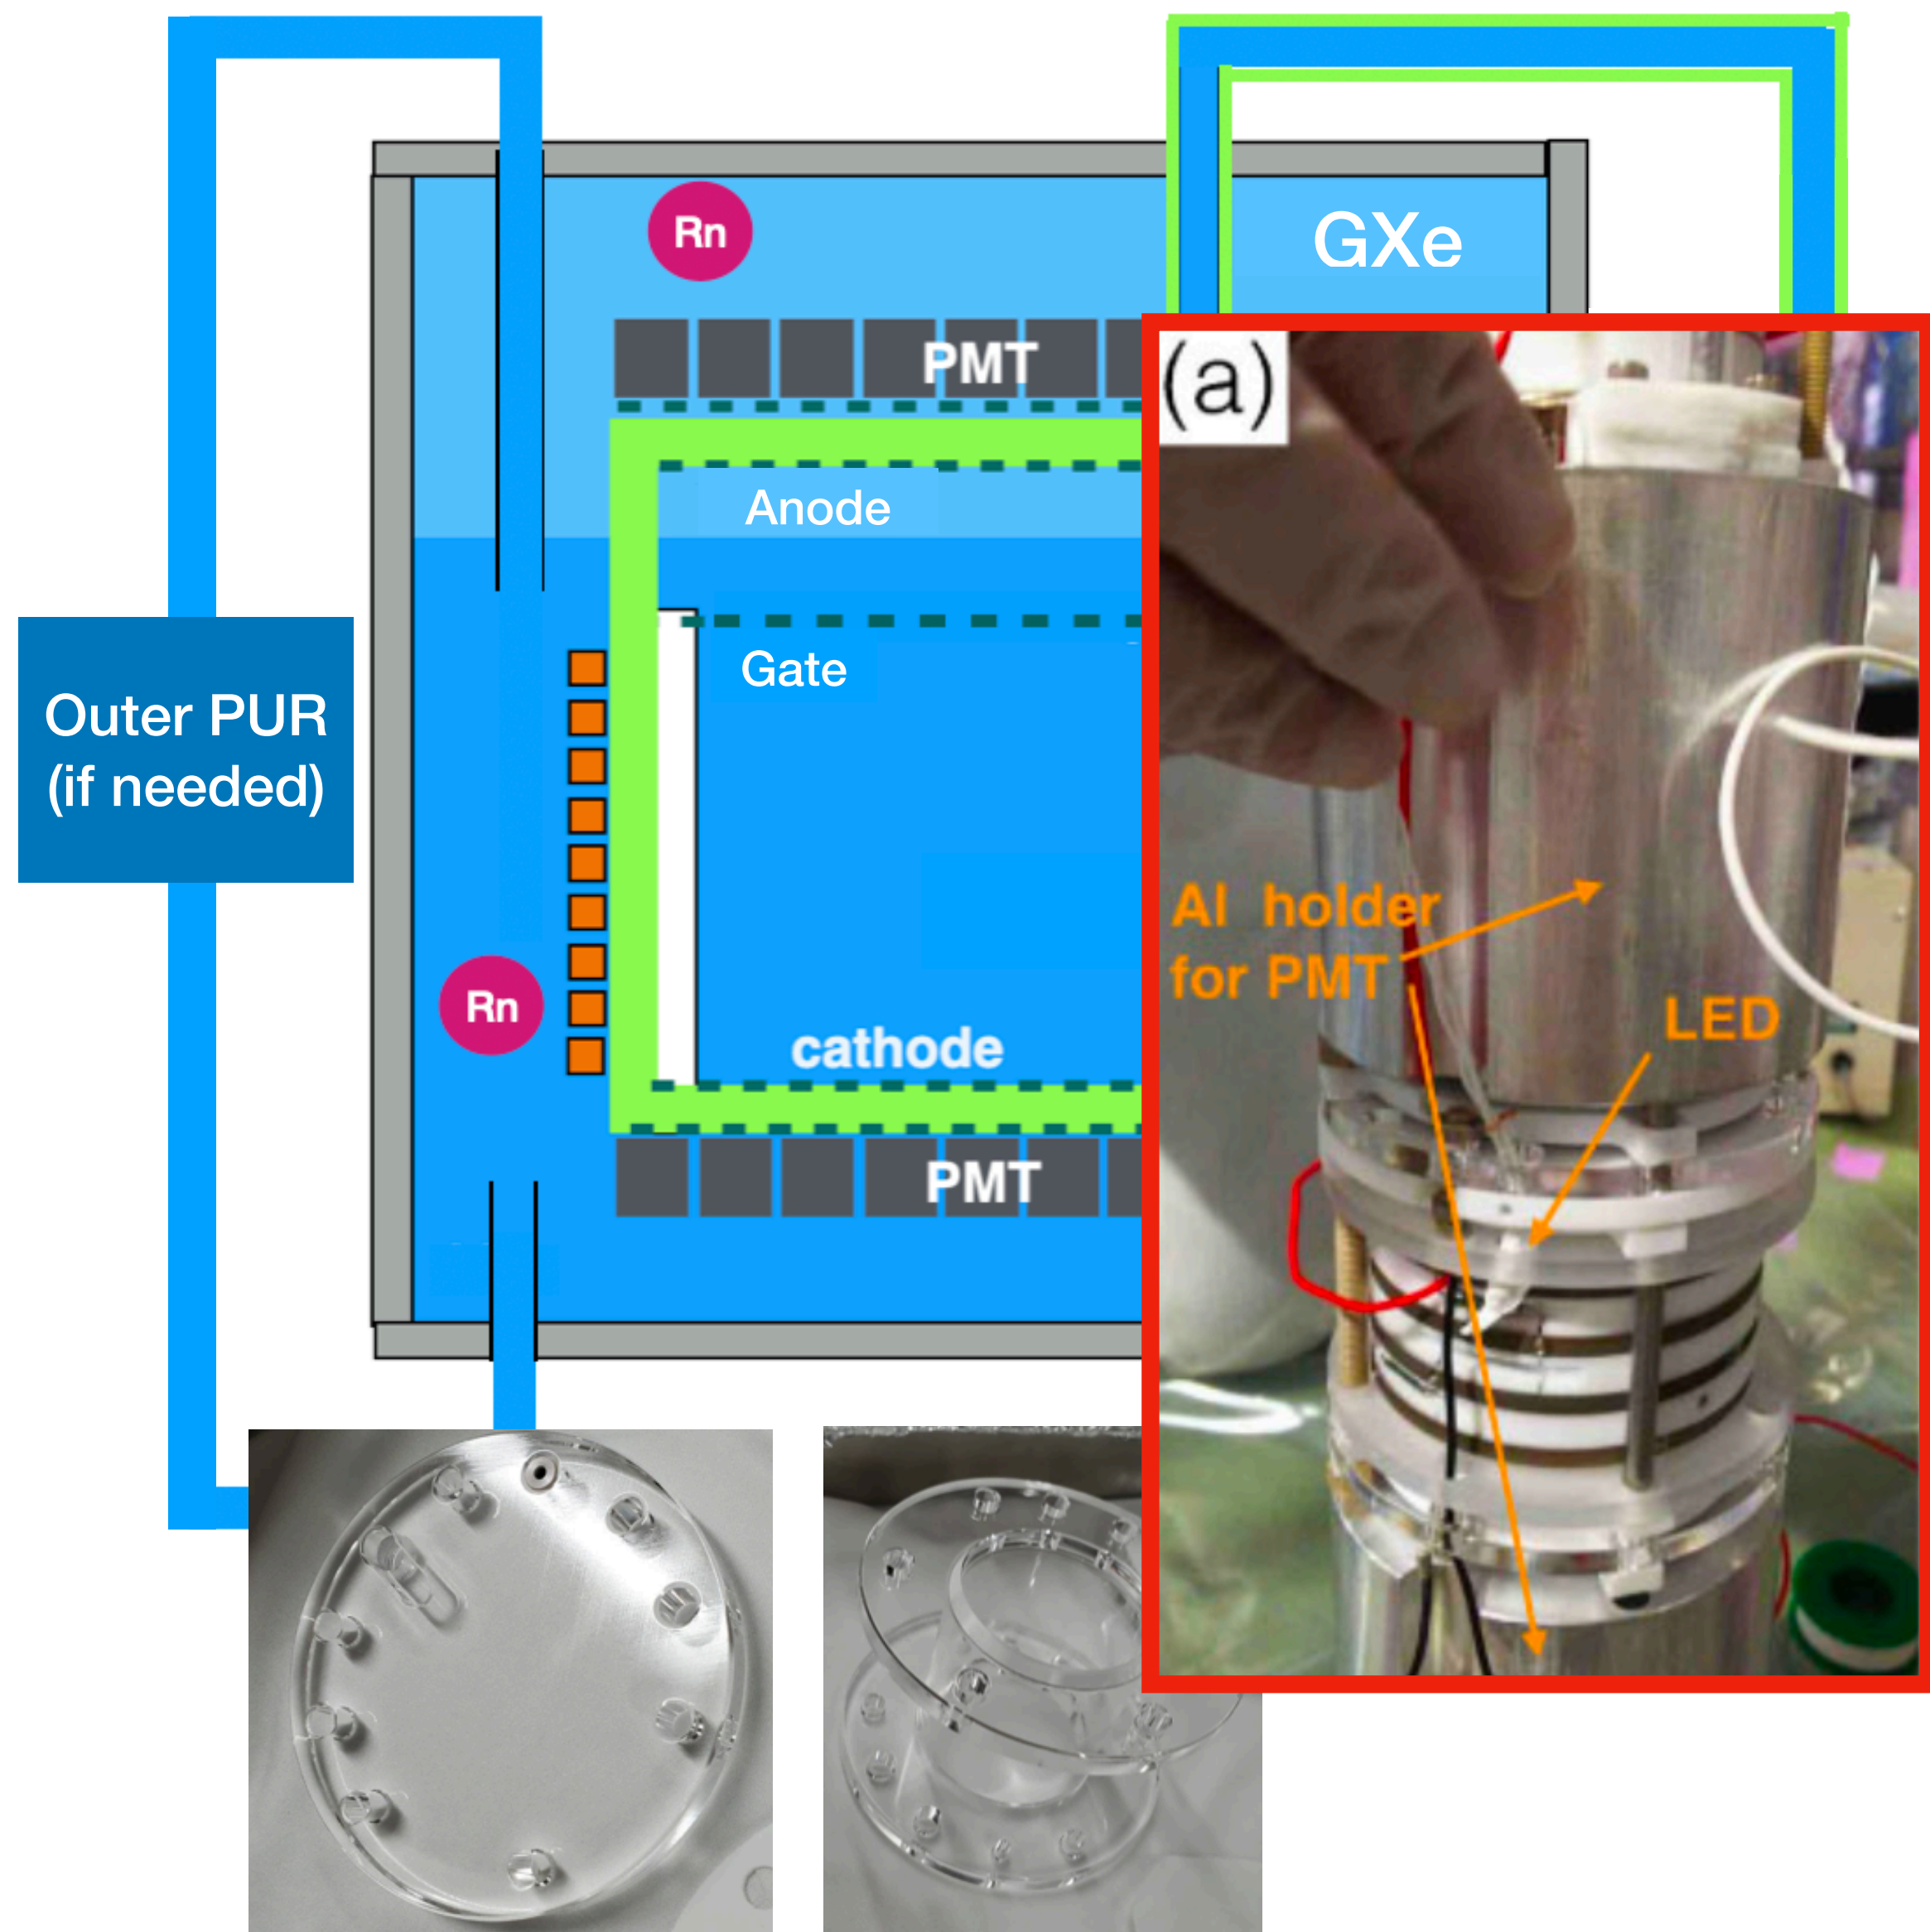 Rn
GXe
PMT
(a)
Anode
Gate
Outer PUR
(if needed)
Al holder
for PMT
Rn
LED
cathode
PMT